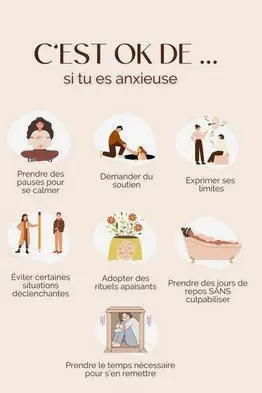 C'EST OK DE ...
si tu es anxieuse
Prendre des
pauses pour
se calmer
Demander du
soutien
Exprimer ses
limites
Éviter certaines
situations
déclenchantes
Adopter des
rituels apaisants
Prendre des jours de
repos SANS
culpabiliser
Prendre le temps nécessaire
pour s'en remettre